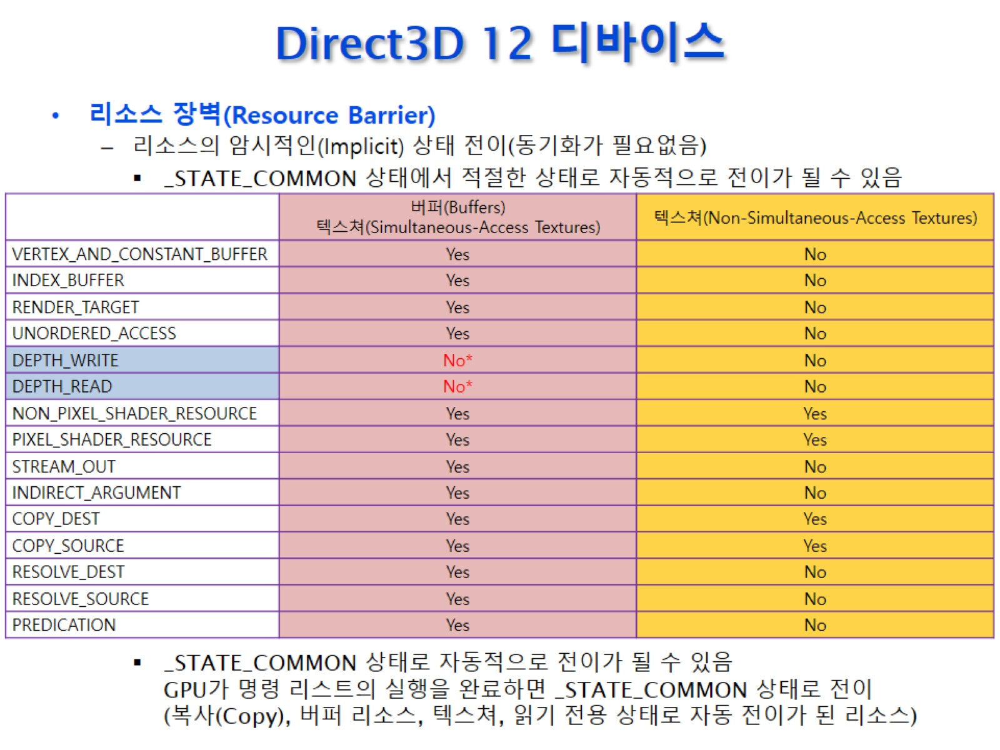 Direct3D 12 디바이스
• 리소스 장벽(Resource Barrier)
– 리소스의 암시적인(Implicit) 상태 전이(동기화가 필요없음)
▪ _STATE_COMMON 상태에서 적절한 상태로 자동적으로 전이가 될 수 있음
버퍼(Buffers)
텍스쳐(Simultaneous-Access Textures)
텍스쳐(Non-Simultaneous-Access Textures)
VERTEX_AND_CONSTANT_BUFFER Yes No
INDEX_BUFFER Yes No
RENDER_TARGET Yes No
UNORDERED_ACCESS Yes No
DEPTH_WRITE No* No
DEPTH_READ No* No
NON_PIXEL_SHADER_RESOURCE Yes Yes
PIXEL_SHADER_RESOURCE Yes Yes
STREAM_OUT Yes No
INDIRECT_ARGUMENT Yes No
COPY_DEST Yes Yes
COPY_SOURCE Yes Yes
RESOLVE_DEST Yes No
RESOLVE_SOURCE Yes No
PREDICATION Yes No
▪ _STATE_COMMON 상태로 자동적으로 전이가 될 수 있음
GPU가 명령 리스트의 실행을 완료하면 _STATE_COMMON 상태로 전이
(복사(Copy), 버퍼 리소스, 텍스쳐, 읽기 전용 상태로 자동 전이가 된 리소스)